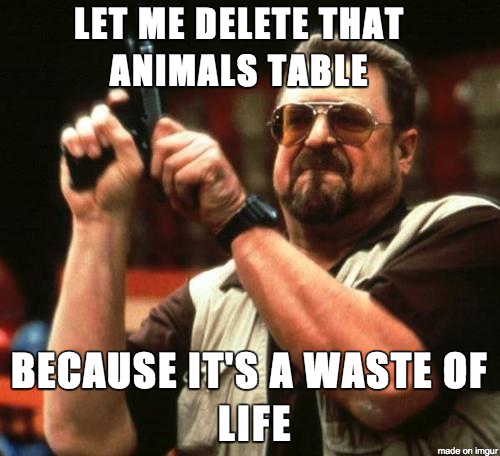 LET ME DELETE THAT
ANIMALS TABLE
BECAUSE IT'S A WASTE OF
LIFE
made on imgur